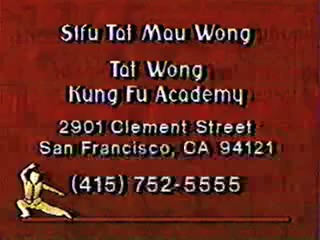 Sifu Tat Mau Wong
Tat Wong
Kung Fu Academy
2901 Clement Street
San Francisco, CA 94121
(415) 752-5555